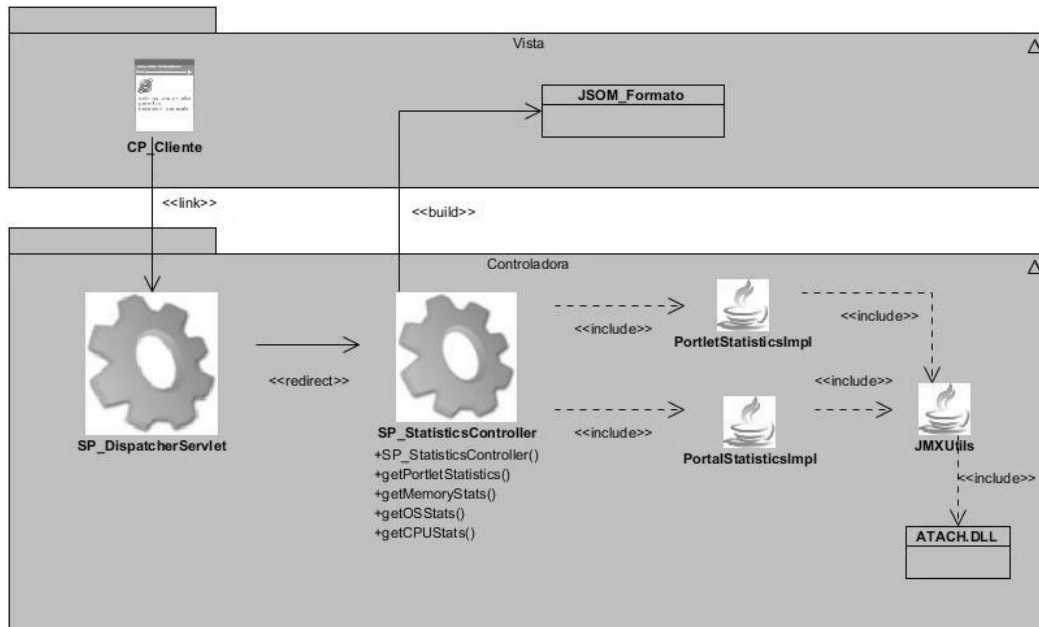 Vista
CP_Cliente
JSOM_Formato
<<link>>
<<build>>
Controladora
SP_DispatcherServlet
<<redirect>>
SP_StatisticsController
+SP_StatisticsController()
+getPortletStatistics()
+getMemoryStats()
+getOSStats()
+getCPUStats()
<<include>>
PortletStatisticsImpl
<<include>>
<<include>>
<<include>>
PortalStatisticsImpl
JMXUtils
<<include>>
ATACH.DLL